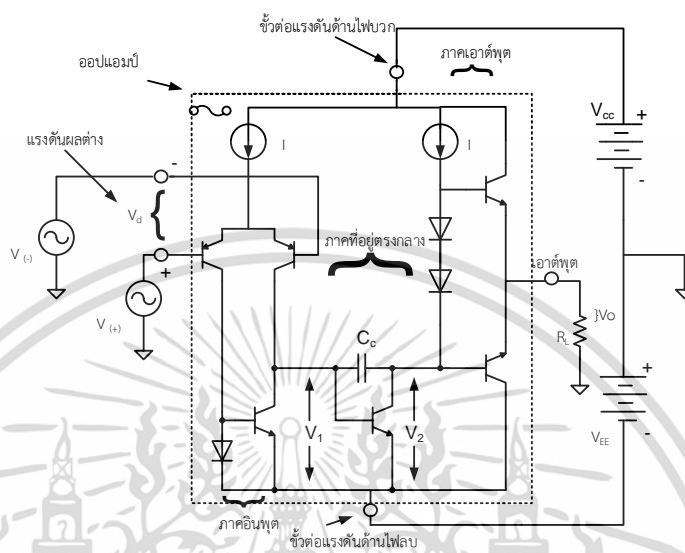 ขั้วต่อแรงดันด้านไฟบวก
ภาคเอาต์พุต
ออปแอมป์
Vcc
+
-
แรงดันผลต่าง
I
I
-
Vd
{
ภาคที่อยู่ตรงกลาง
V (-)
เอาต์พุต
+
V (+)
}Vo
RL
Cc
+
V1
V2
VEE
-
ภาคอินพุต
ขั้วต่อแรงดันด้านไฟลบ